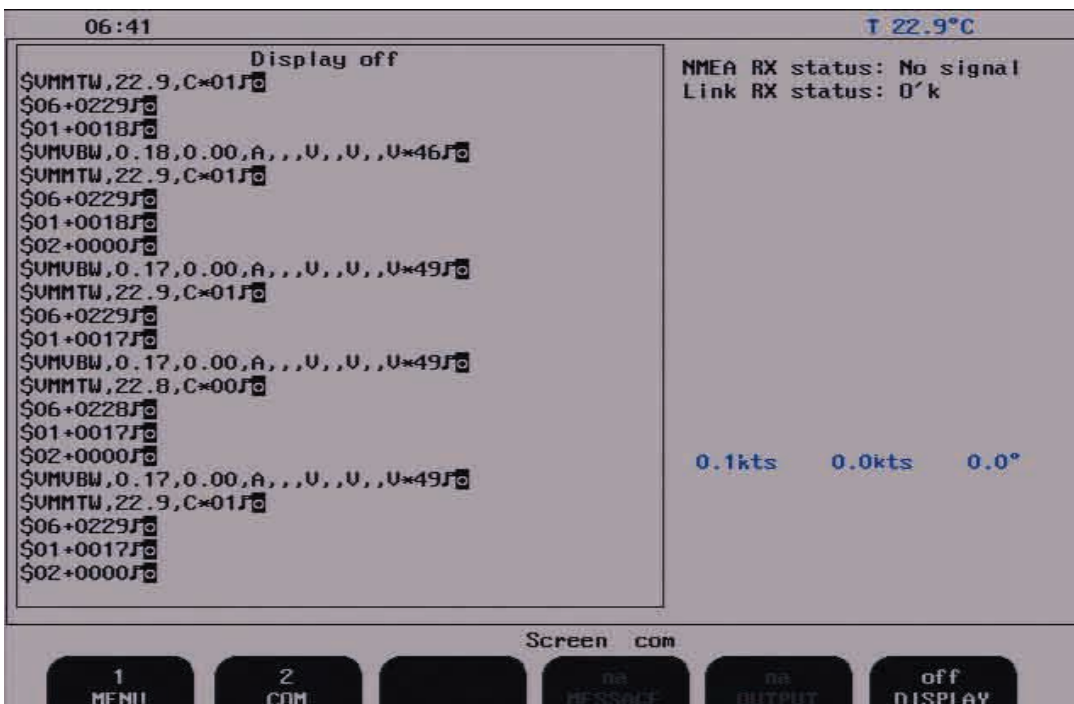 06:41
T 22.9°C
Display off
$VMMTW,22.9,C*01♪◙
$06+0229♪◙
$01+0018♪◙
$VMVBW,0.18,0.00,A,,,V,,V,,V*46♪◙
$VMMTW,22.9,C*01♪◙
$06+0229♪◙
$01+0018♪◙
$02+0000♪◙
$VMVBW,0.17,0.00,A,,,V,,V,,V*49♪◙
$VMMTW,22.9,C*01♪◙
$06+0229♪◙
$01+0017♪◙
$VMVBW,0.17,0.00,A,,,V,,V,,V*49♪◙
$VMMTW,22.8,C*00♪◙
$06+0228♪◙
$01+0017♪◙
$02+0000♪◙
$VMVBW,0.17,0.00,A,,,V,,V,,V*49♪◙
$VMMTW,22.9,C*01♪◙
$06+0229♪◙
$01+0017♪◙
$02+0000♪◙
NMEA RX status: No signal
Link RX status: O´k
0.1kts 0.0kts 0.0°
Screen com
1 2 na na off
MENU COM MESSAGE OUTPUT DISPLAY